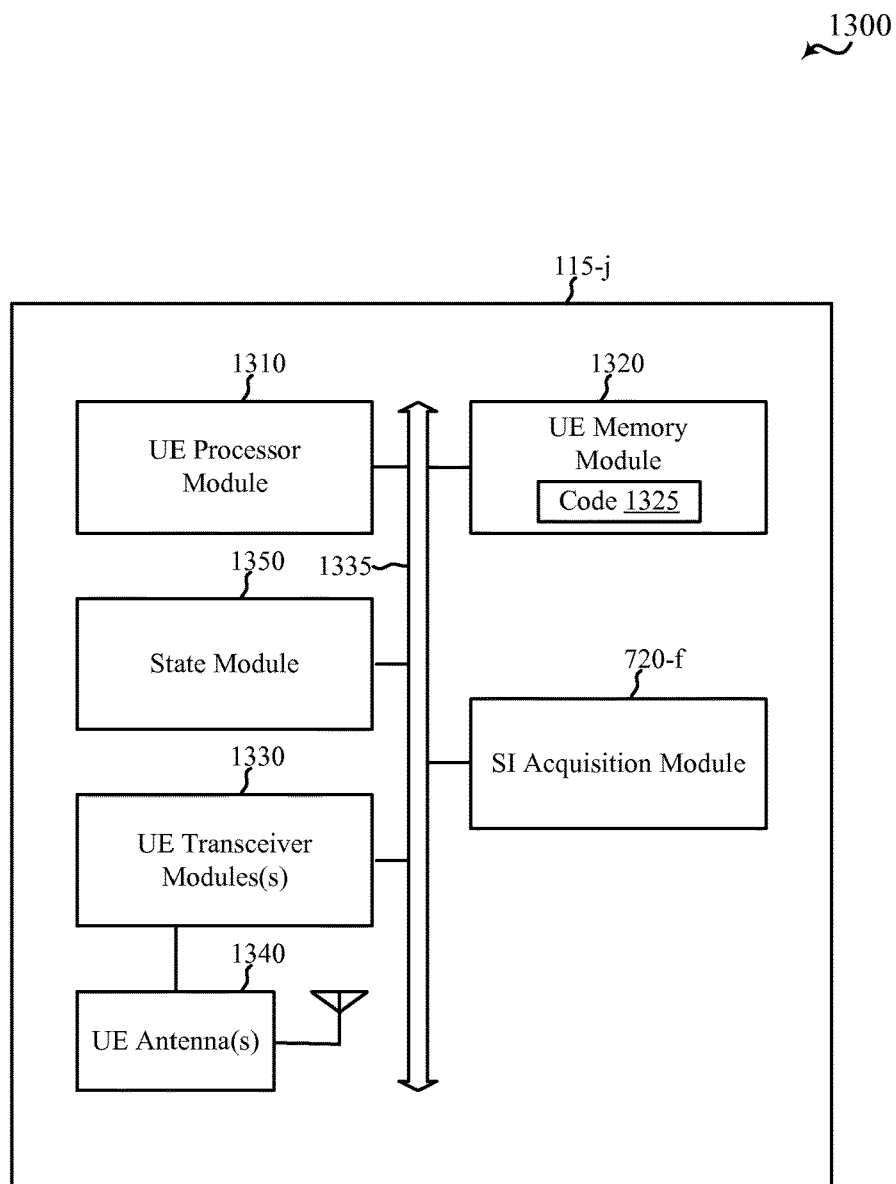 1300
115-j
1310
1320
UE Processor
Module
UE Memory
Module
Code 1325
1350
1335
State Module
720-f
SI Acquisition Module
1330
UE Transceiver
Modules(s)
1340
UE Antenna(s)